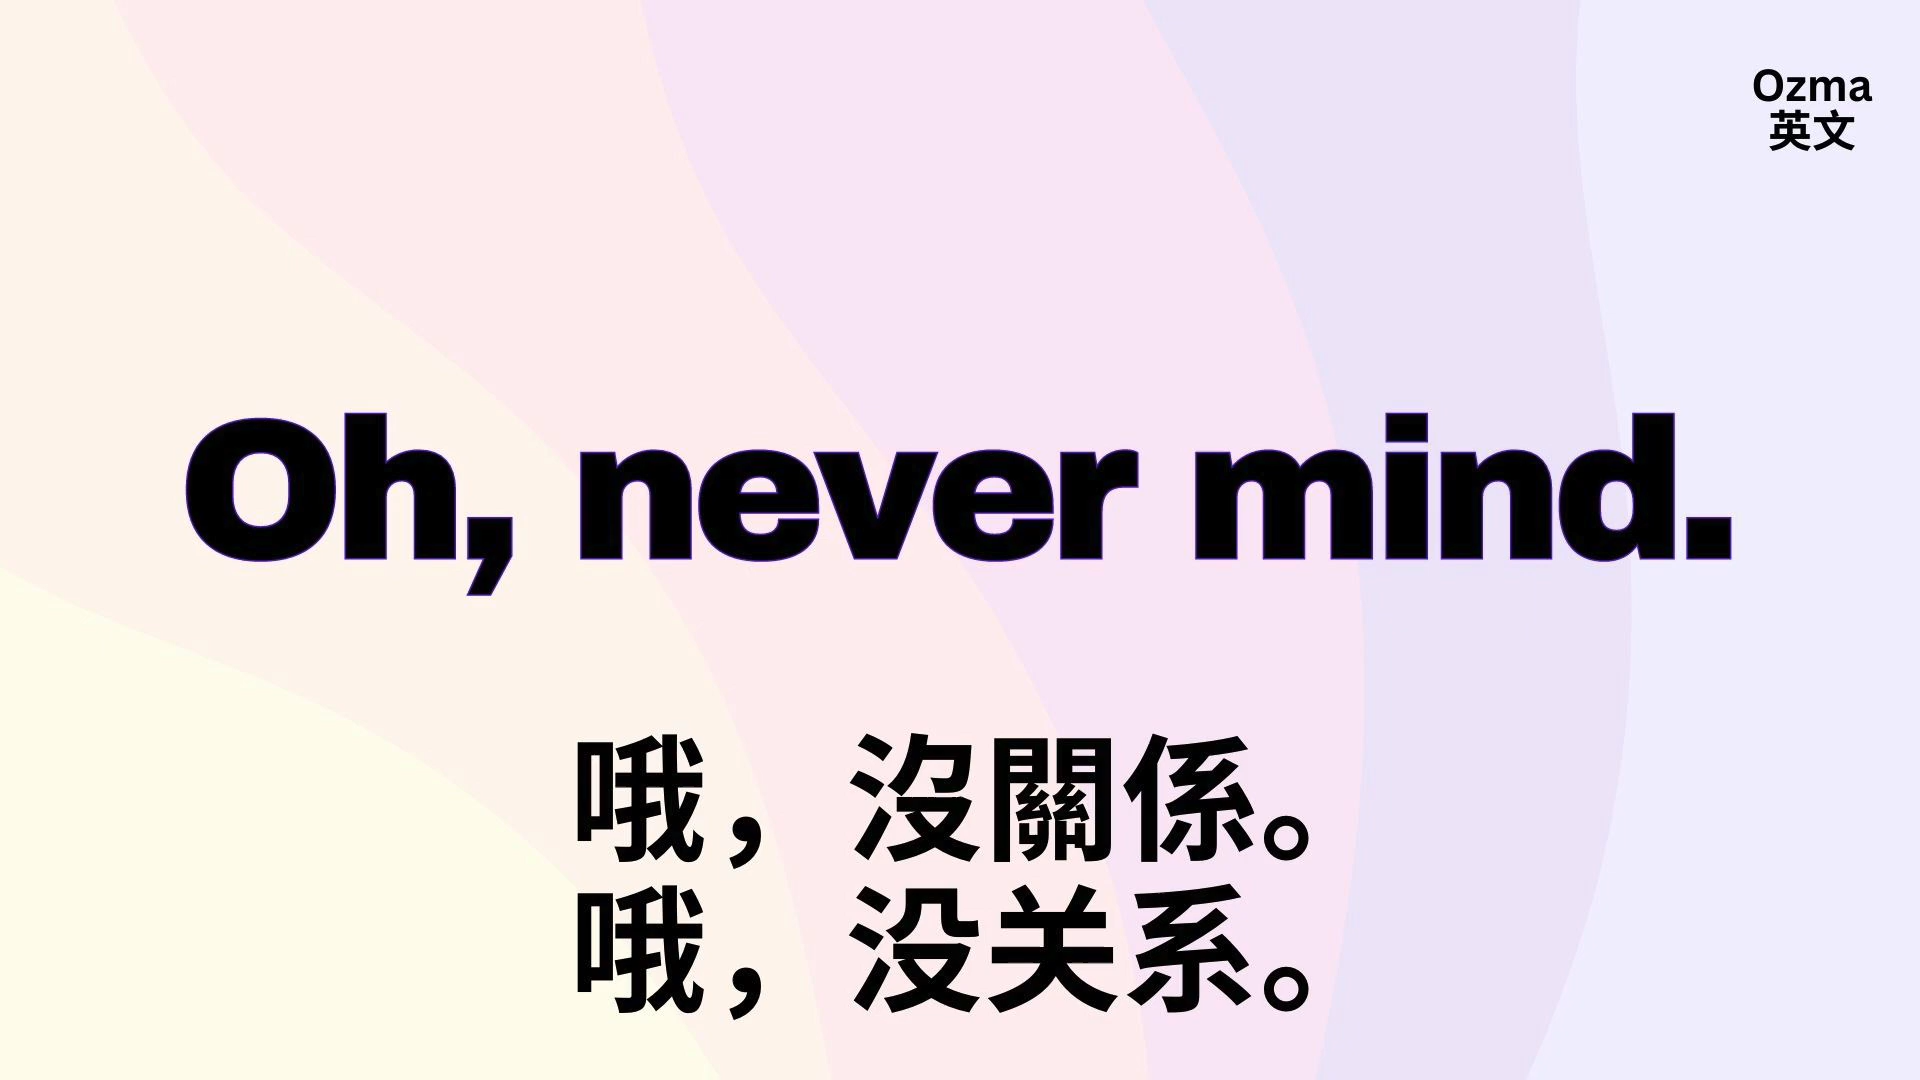 Ozma
英文
Oh, never mind.
哦，沒關係。
哦，没关系。